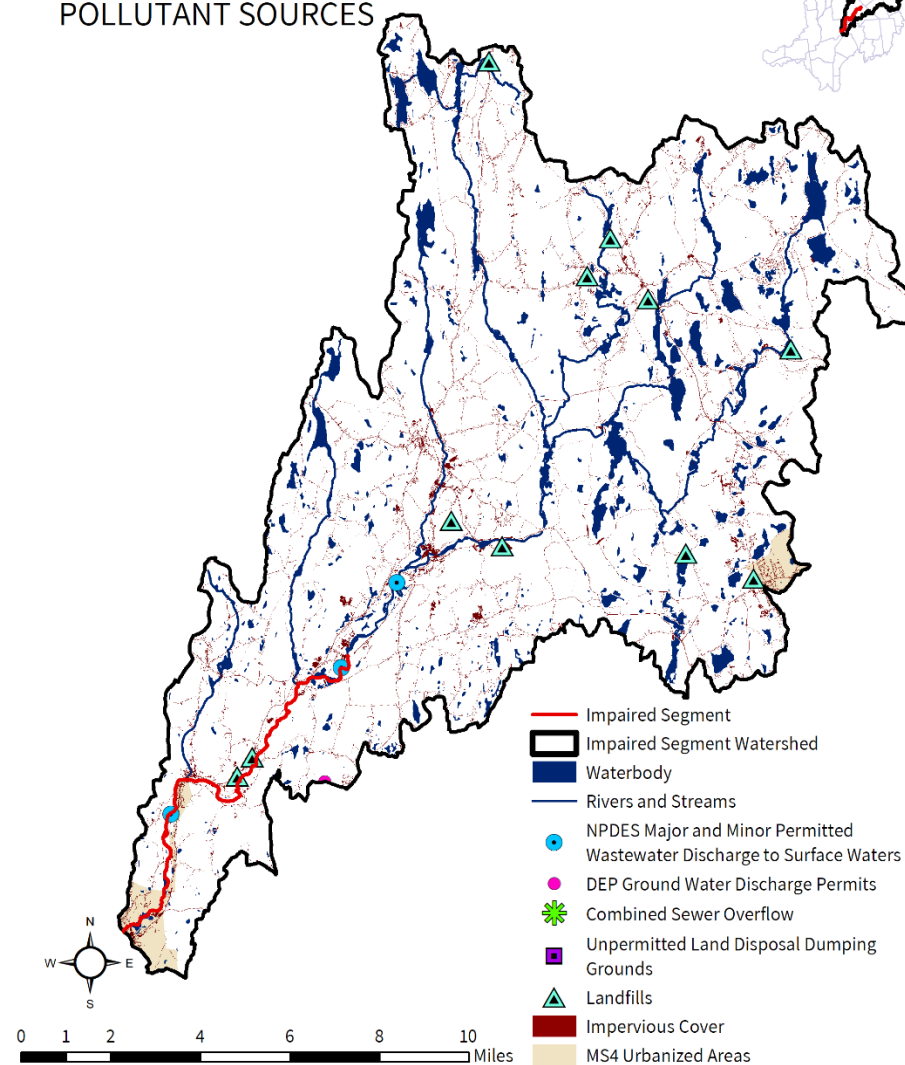 POLLUTANT SOURCES
Impaired Segment
Impaired Segment Watershed
Waterbody
Rivers and Streams
NPDES Major and Minor Permitted
Wastewater Discharge to Surface Waters
DEP Ground Water Discharge Permits
Combined Sewer Overflow
Unpermitted Land Disposal Dumping
Grounds
Landfills
Impervious Cover
MS4 Urbanized Areas
N
W E
S
0 1 2 4 6 8 10
Miles